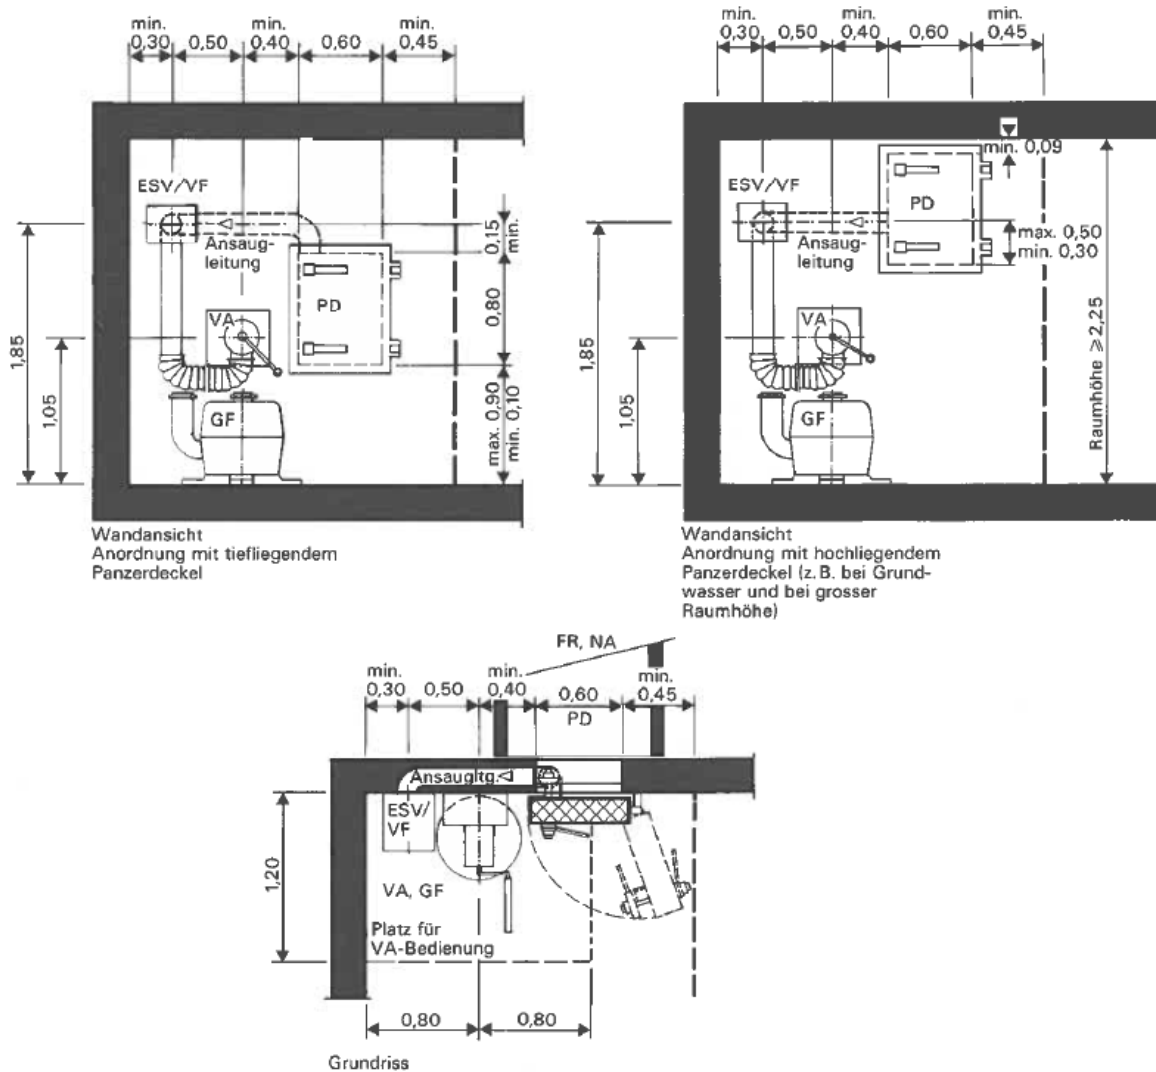 min. min. min.
0,30 0,50 0,40 0,60 0,45
ESV/VF
Ansaug-
leitung
VA
PD
GF
1,85
1,05
0,15
min.
0,80
max. 0,90
min. 0,10
Wandansicht
Anordnung mit tiefliegendem
Panzerdeckel
min. min. min.
0,30 0,50 0,40 0,60 0,45
min. 0,09
ESV/VF
PD
Ansaug-
leitung
max. 0,50
min. 0,30
VA
GF
1,85
1,05
Raumhöhe ≥ 2,25
Wandansicht
Anordnung mit hochliegendem
Panzerdeckel (z. B. bei Grund-
wasser und bei grosser
Raumhöhe)
FR, NA
min. min. min.
0,30 0,50 0,40 0,60 0,45
PD
Ansaugltg.
ESV/
VF
1,20
VA, GF
Platz für
VA-Bedienung
0,80 0,80
Grundriss